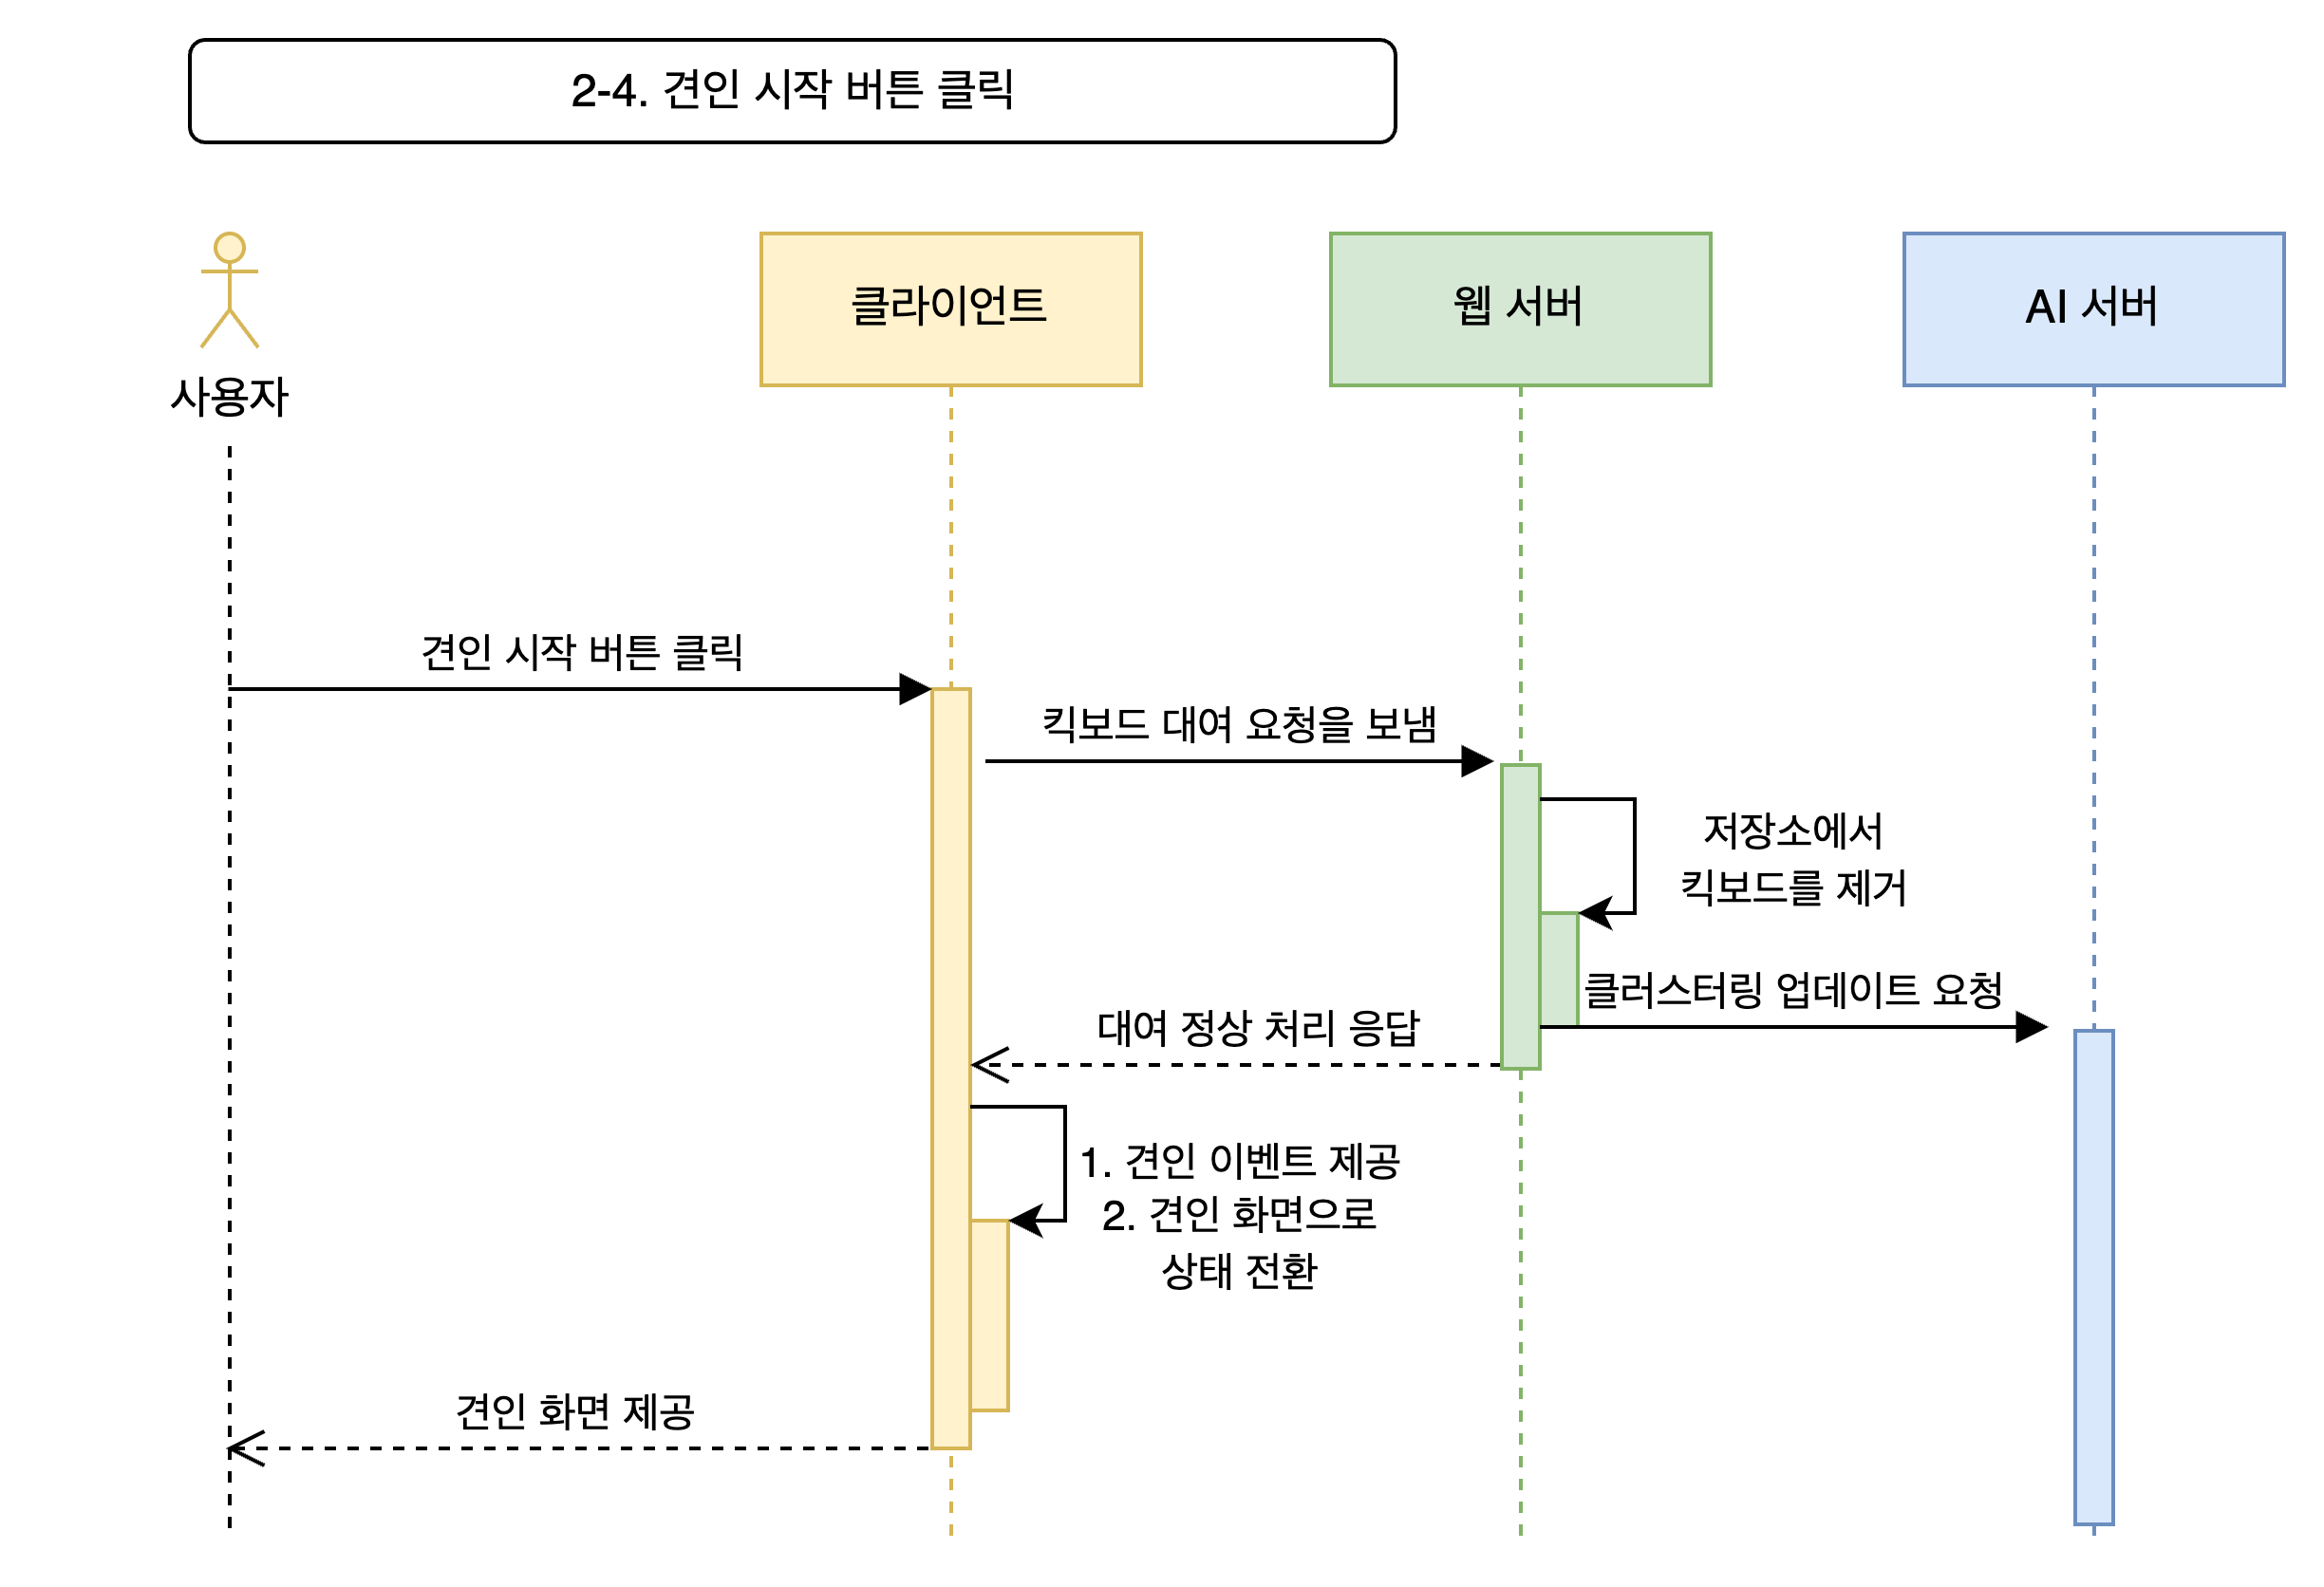 2-4. 견인 시작 버튼 클릭
사용자
클라이언트
웹 서버
AI 서버
견인 시작 버튼 클릭
킥보드 대여 요청을 보냄
저장소에서
킥보드를 제거
클러스터링 업데이트 요청
대여 정상 처리 응답
1. 견인 이벤트 제공
2. 견인 화면으로
상태 전환
견인 화면 제공